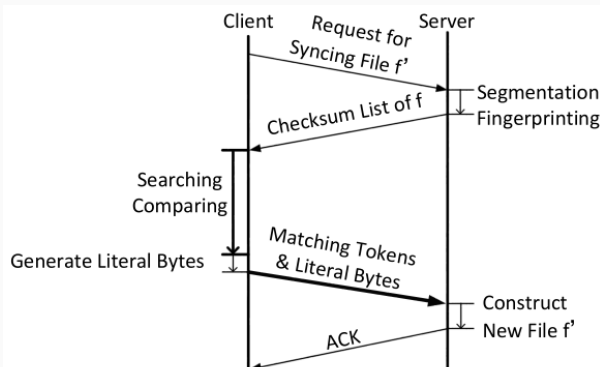 Client
Server
Request for
Syncing File f'
Segmentation
Fingerprinting
Checksum List of f
Searching
Comparing
Generate Literal Bytes
Matching Tokens
& Literal Bytes
Construct
New File f'
ACK